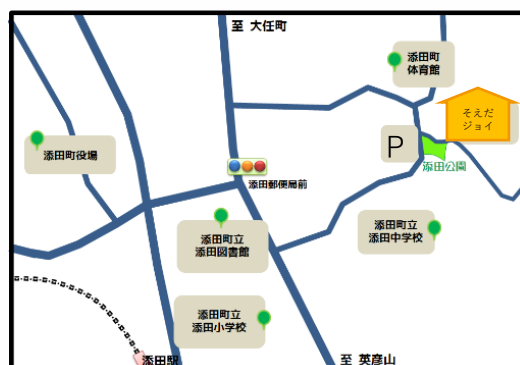 至 大任町
添田町
体育館
そえだ
ジョイ
P
添田公園
添田町役場
添田郵便局前
添田町立
添田図書館
添田町立
添田中学校
添田町立
添田小学校
添田駅
至 英彦山